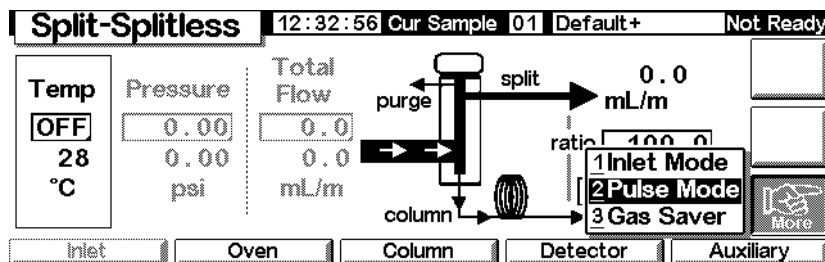 Split-Splitless 12:32:56 Cur Sample 01 Default+ Not Ready
Temp
OFF
28
°C
Pressure
0.00
0.00
psi
Total
Flow
0.0
0.0
mL/m
purge
split
0.0
mL/m
ratio 100.0
column
1 Inlet Mode
2 Pulse Mode
3 Gas Saver
More
Inlet Oven Column Detector Auxiliary